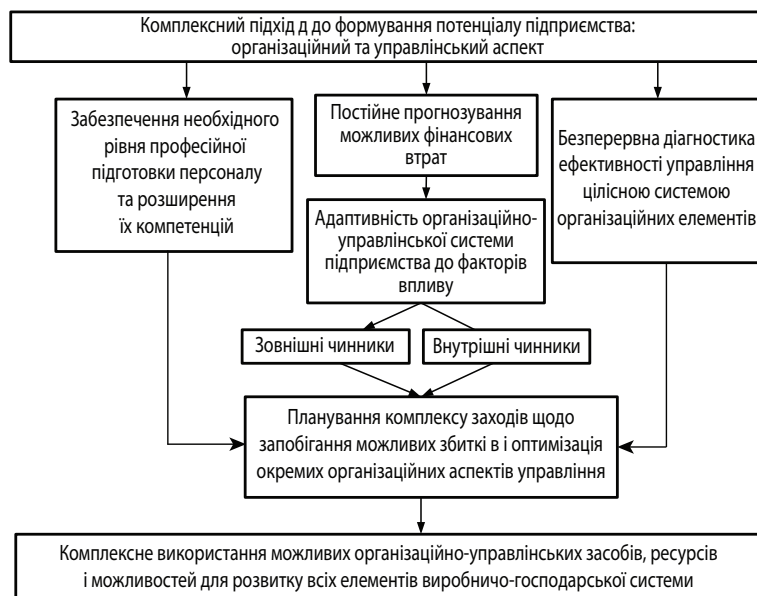 Комплексний підхід д до формування потенціалу підприємства:
організаційний та управлінський аспект
Забезпечення необхідного
рівня професійної
підготовки персоналу
та розширення
їх компетенцій
Постійне прогнозування
можливих фінансових
втрат
Безперервна діагностика
ефективності управління
цілісною системою
організаційних елементів
Адаптивність організаційно-
управлінської системи
підприємства до факторів
впливу
Зовнішні чинники
Внутрішні чинники
Планування комплексу заходів щодо
запобігання можливих збиткі в і оптимізація
окремих організаційних аспектів управління
Комплексне використання можливих організаційно-управлінських засобів, ресурсів
і можливостей для розвитку всіх елементів виробничо-господарської системи